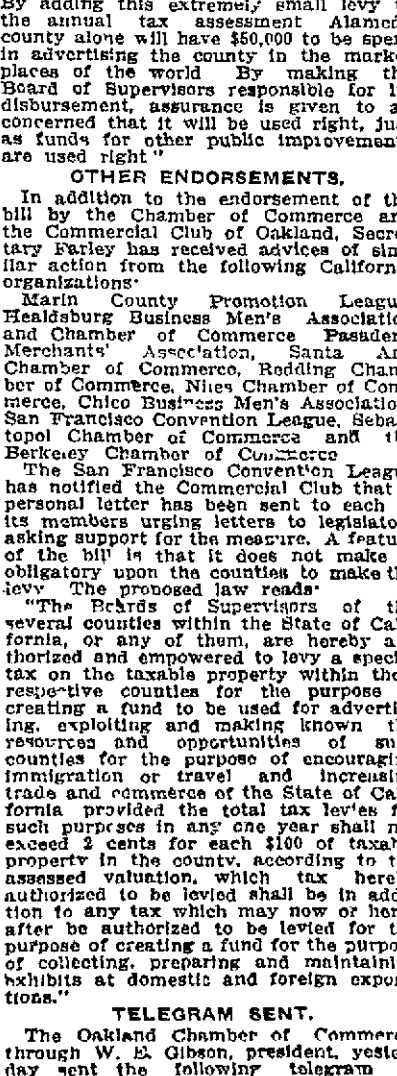 By adding this extremely small levy t
the annual tax assessment Alamed
county alone will have $50,000 to be spen
in advertising the county in the mark
places of the world By making th
Board of Supervisors responsible for i
disbursement, assurance is given to a
concerned that it will be used right, jus
as funds for other public improvemen
are used right"
OTHER ENDORSEMENTS.
In addition to the endorsement of th
bill by the Chamber of Commerce an
the Commercial Club of Oakland, Secre
tary Farley has received advices of sim
ilar action from the following Californ
organizations:
Marin County Promotion Leagu
Healdsburg Business Men's Associatio
and Chamber of Commerce Pasaden
Merchants' Association, Santa An
Chamber of Commerce, Redding Cham
ber of Commerce, Niles Chamber of Com
merce, Chico Business Men's Associatio
San Francisco Convention League, Seba
topol Chamber of Commerce and th
Berkeley Chamber of Commerce
The San Francisco Convention Leagu
has notified the Commercial Club that
personal letter has been sent to each
its members urging letters to legislato
asking support for the measure. A featu
of the bill is that it does not make
obligatory upon the counties to make th
levy The proposed law reads:
"The Boards of Supervisors of th
several counties within the State of Cal
fornia, or any of them, are hereby a
thorized and empowered to levy a speci
tax on the taxable property within the
respective counties for the purpose
creating a fund to be used for adverti
ing, exploiting and making known t
resources and opportunities of su
counties for the purpose of encouragi
immigration or travel and increasi
trade and commerce of the State of Ca
fornia provided the total tax levies f
such purposes in any one year shall n
exceed 2 cents for each $100 of taxab
property in the county, according to t
assessed valuation, which tax here
authorized to be levied shall be in add
tion to any tax which may now or her
after be authorized to be levied for t
purpose of creating a fund for the purpo
of collecting, preparing and maintaini
exhibits at domestic and foreign expos
tions."
TELEGRAM SENT.
The Oakland Chamber of Commerc
through W. E. Gibson, president, yeste
day sent the following telegram